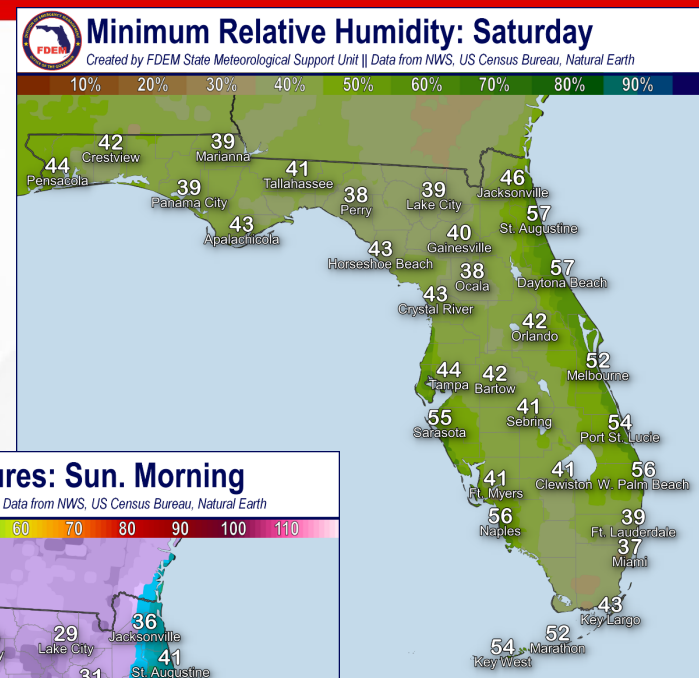 FDEM
Minimum Relative Humidity: Saturday
Created by FDEM State Meteorological Support Unit || Data from NWS, US Census Bureau, Natural Earth
10% 20% 30% 40% 50% 60% 70% 80% 90%
42
Crestview
39
Marianna
44
Pensacola
41
Tallahassee
39
Panama City
38
Perry
39
Lake City
46
Jacksonville
57
St. Augustine
43
Apalachicola
40
Gainesville
43
Horseshoe Beach
38
Ocala
57
Daytona Beach
43
Crystal River
42
Orlando
52
Melbourne
44
Tampa
42
Bartow
55
Sarasota
41
Sebring
54
Port St. Lucie
41
Ft. Myers
41
Clewiston
56
W. Palm Beach
56
Naples
39
Ft. Lauderdale
37
Miami
43
Key Largo
52
Marathon
54
Key West
ures: Sun. Morning
Data from NWS, US Census Bureau, Natural Earth
60 70 80 90 100 110
36
Jacksonville
29
Lake City
y
41
St. Augustine
31